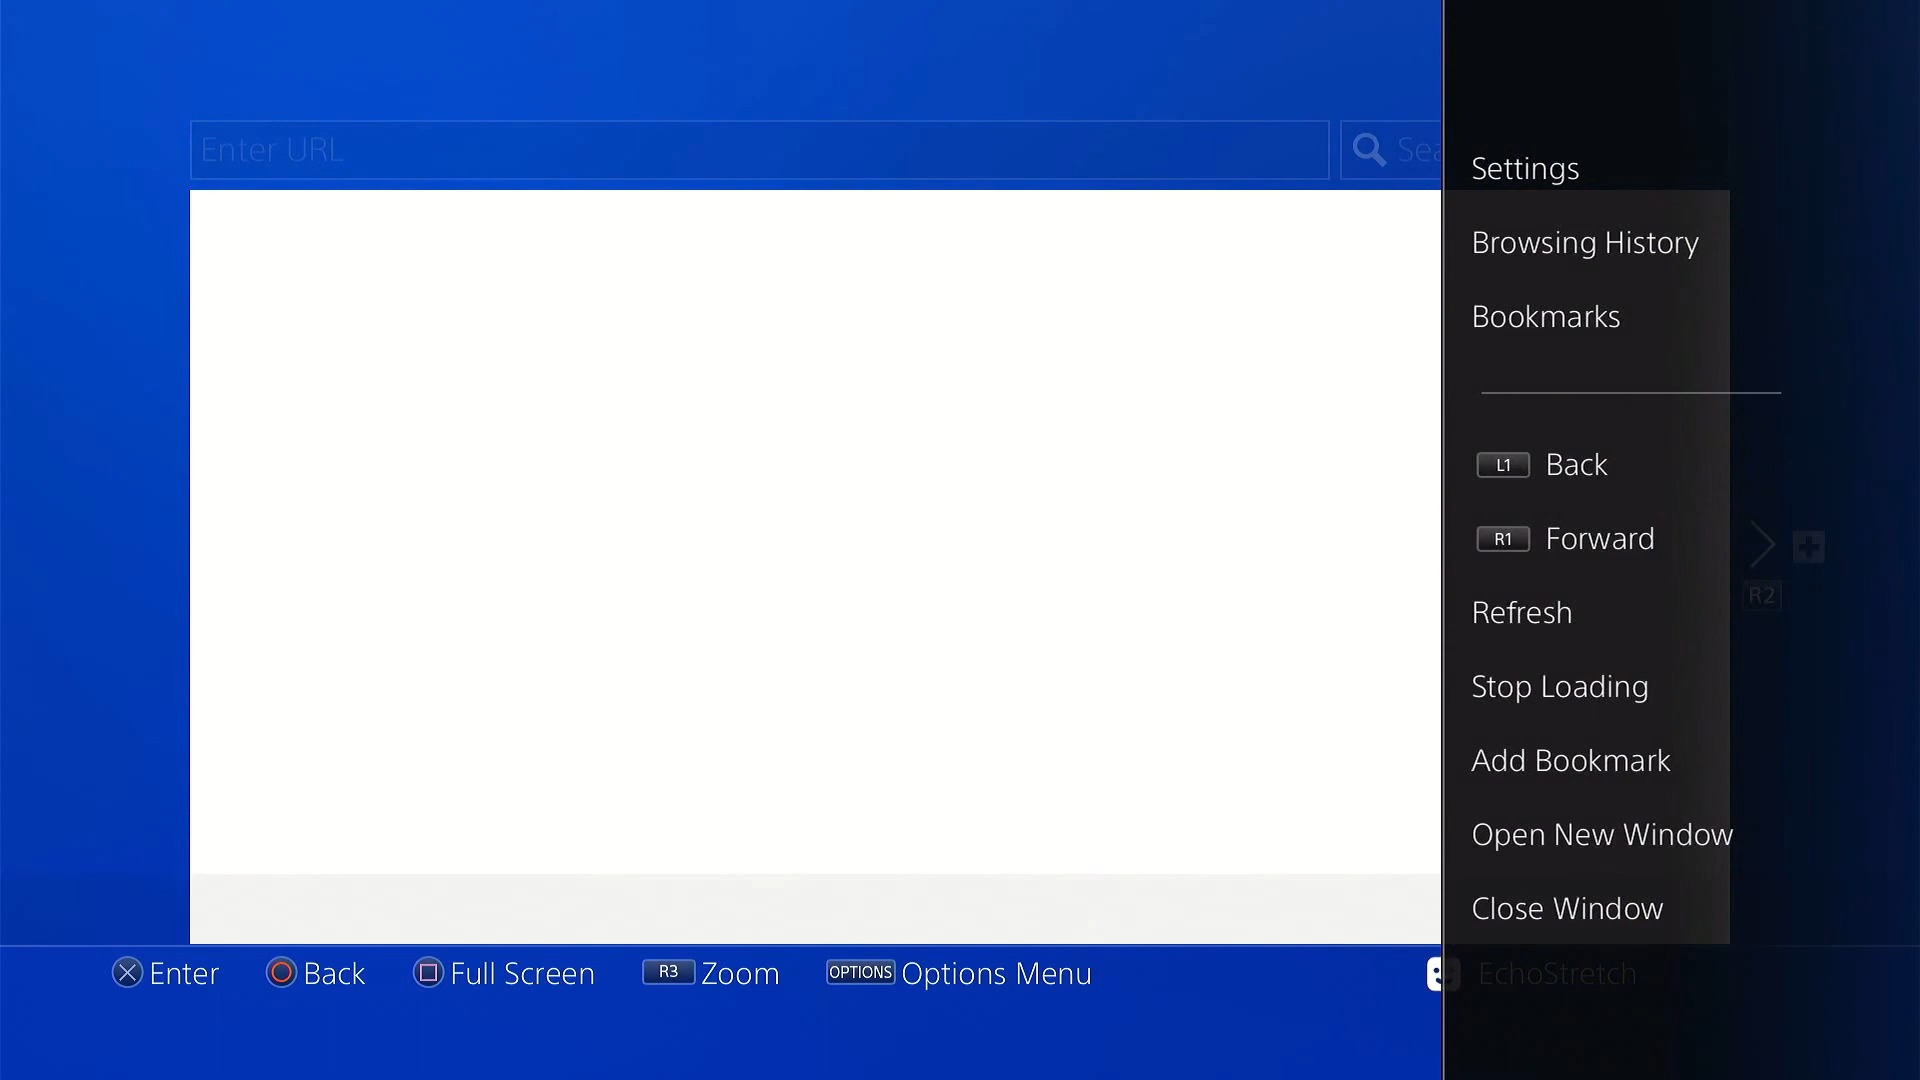 Enter URL
Sea
Settings
Browsing History
Bookmarks
L1 Back
R1 Forward
R2
Refresh
Stop Loading
Add Bookmark
Open New Window
Close Window
Enter
Back
Full Screen
R3 Zoom
OPTIONS Options Menu
EchoStretch